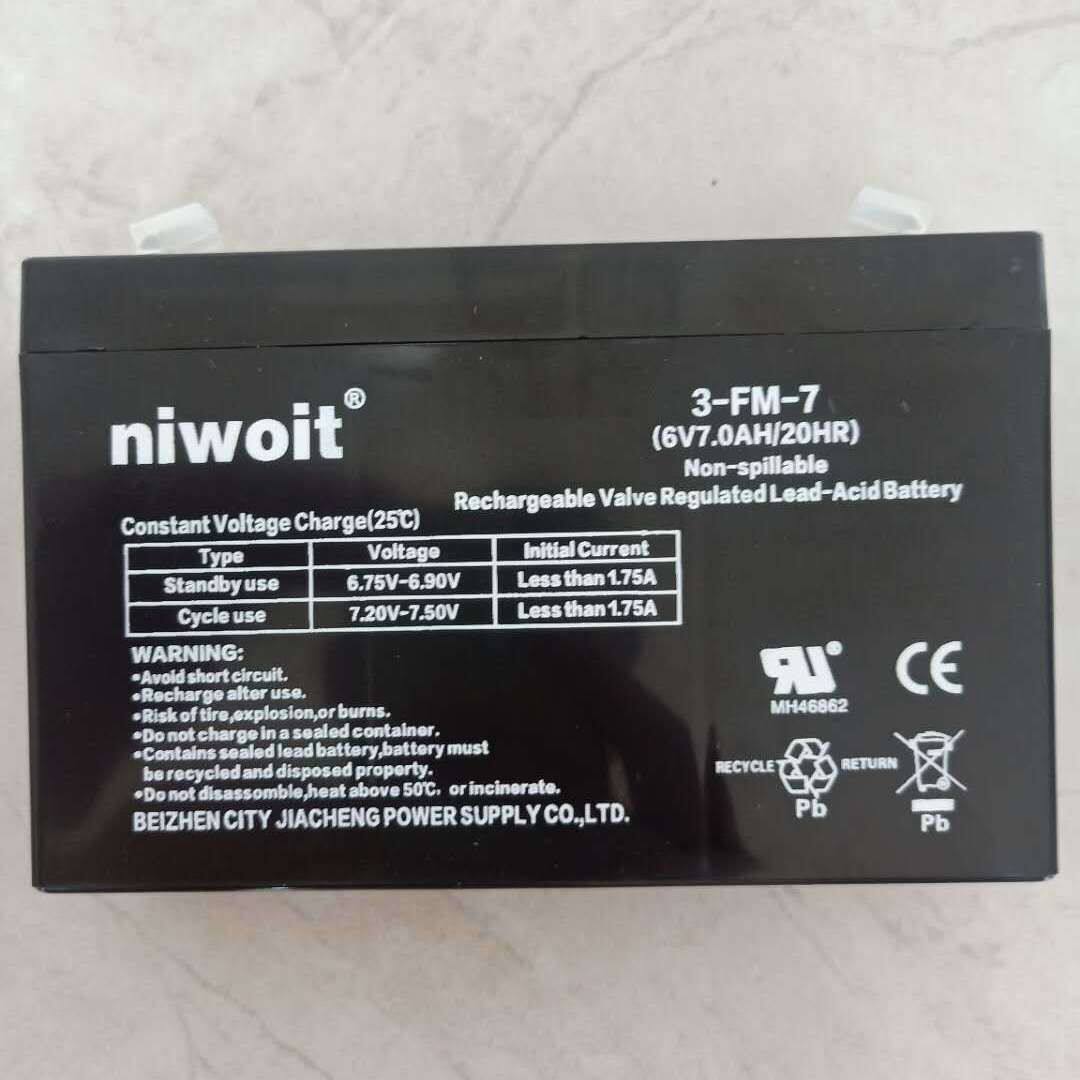 niwoit®
3-FM-7
(6V7.0AH/20HR)
Non-spillable
Rechargeable Valve Regulated Lead-Acid Battery
Constant Voltage Charge(25℃)
Type Voltage Initial Current
Standby use 6.75V-6.90V Less than 1.75A
Cycle use 7.20V-7.50V Less than 1.75A
WARNING:
•Avoid short circuit.
•Recharge alter use.
•Risk of tire,explosion,or burns.
•Do not charge in a sealed container.
•Contains sealed lead battery,battery must
be recycled and disposed property.
•Do not disassomble,heat above 50℃, or incinerate.
BEIZHEN CITY JIACHENG POWER SUPPLY CO.,LTD.
RU®
MH46862
CE
RECYCLE RETURN
Pb
Pb